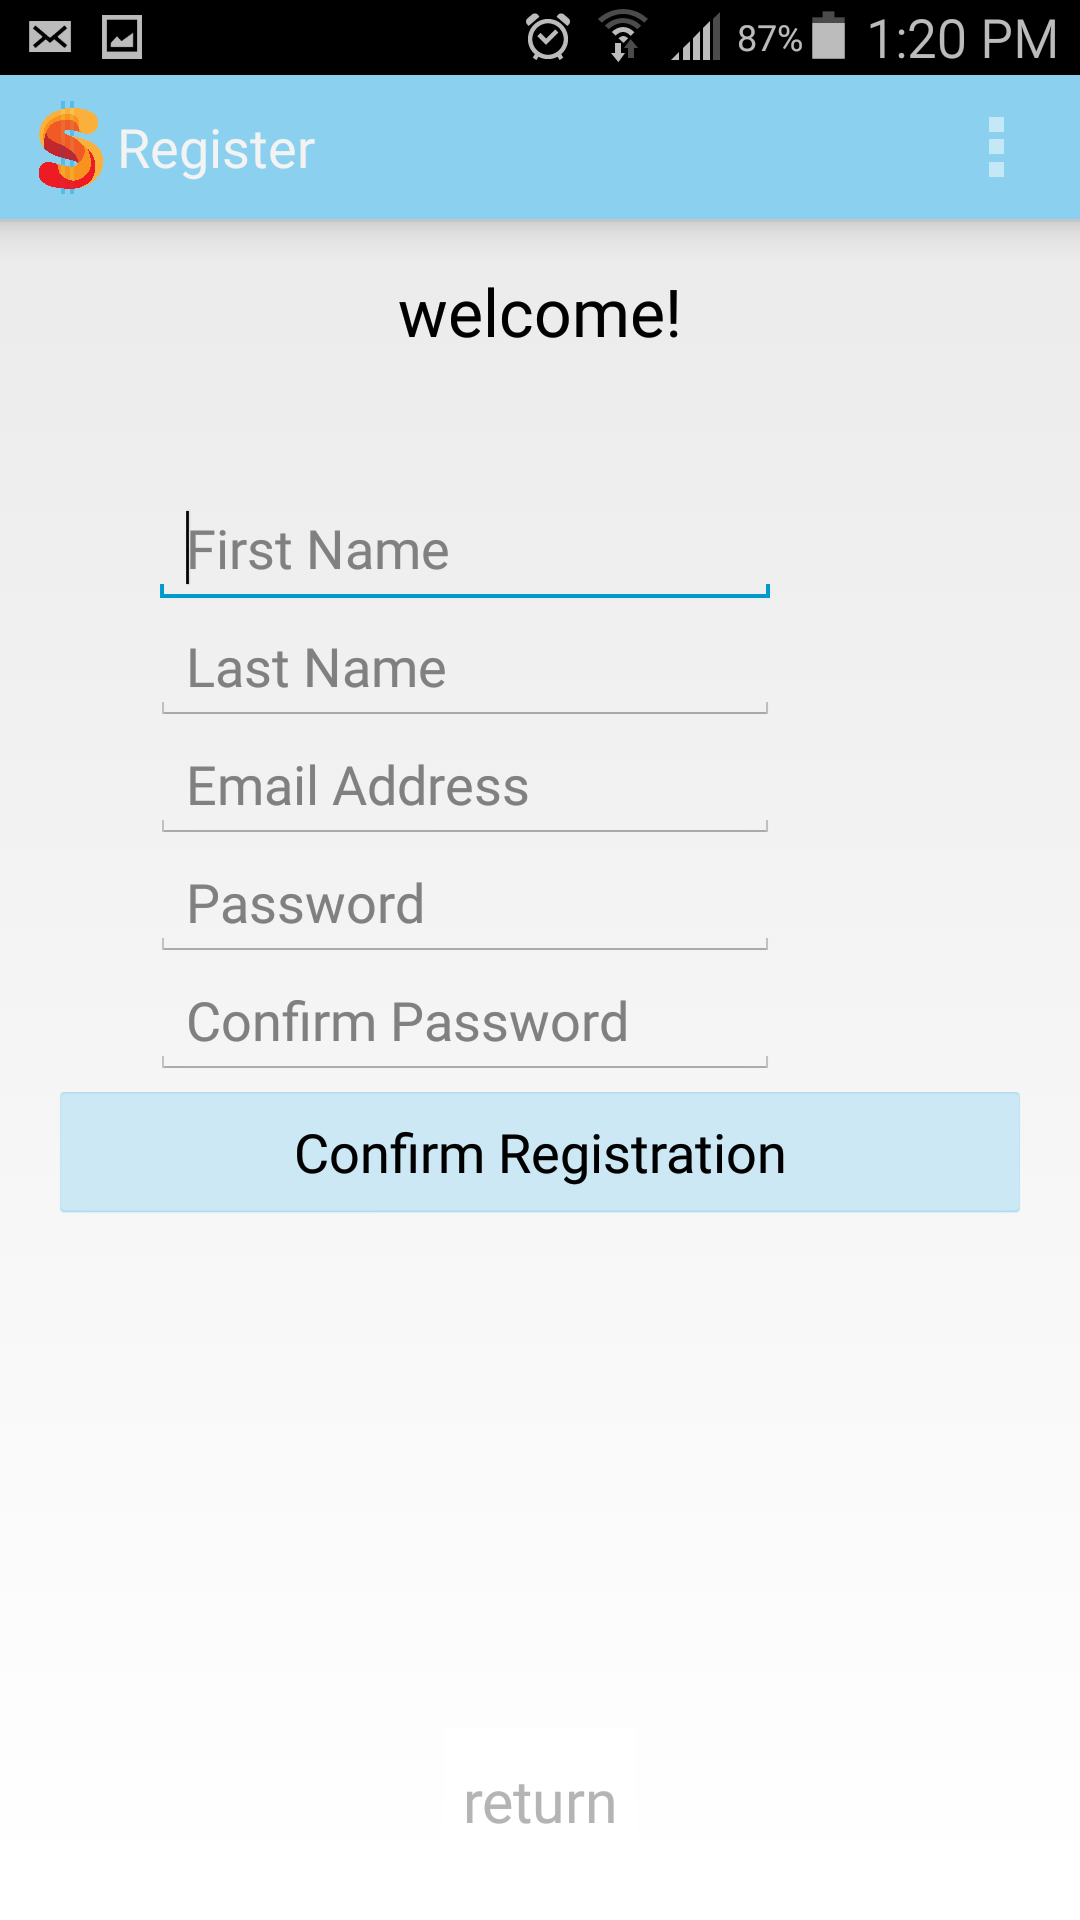 87% 1:20 PM
Register
welcome!
First Name
Last Name
Email Address
Password
Confirm Password
Confirm Registration
return